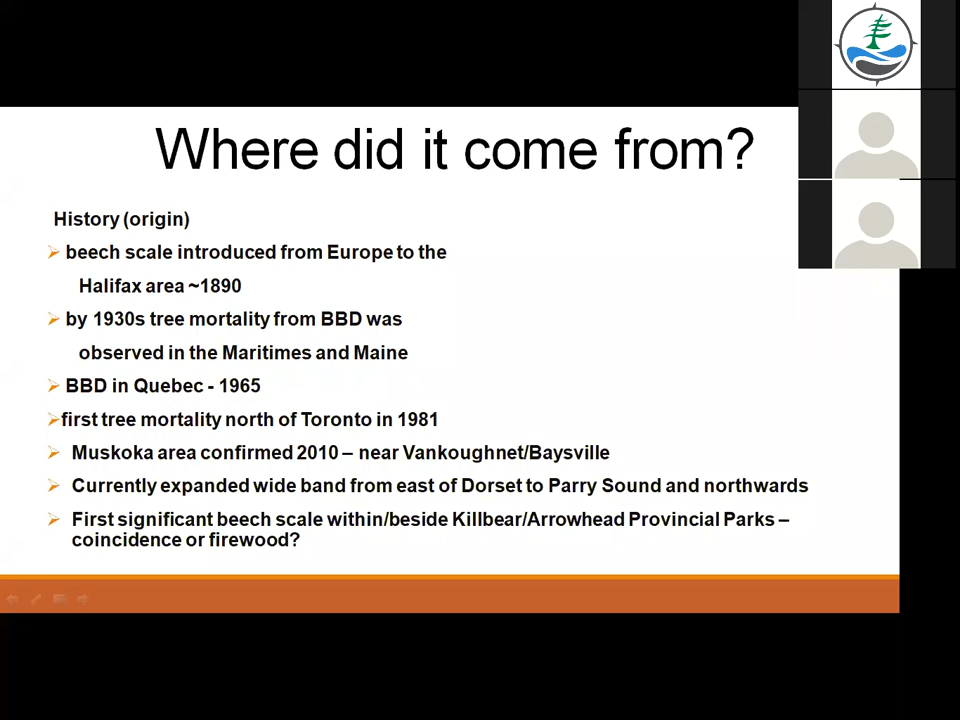 Where did it come from?
History (origin)
beech scale introduced from Europe to the
Halifax area ~1890
by 1930s tree mortality from BBD was
observed in the Maritimes and Maine
BBD in Quebec - 1965
first tree mortality north of Toronto in 1981
Muskoka area confirmed 2010 – near Vankoughnet/Baysville
Currently expanded wide band from east of Dorset to Parry Sound and northwards
First significant beech scale within/beside Killbear/Arrowhead Provincial Parks –
coincidence or firewood?